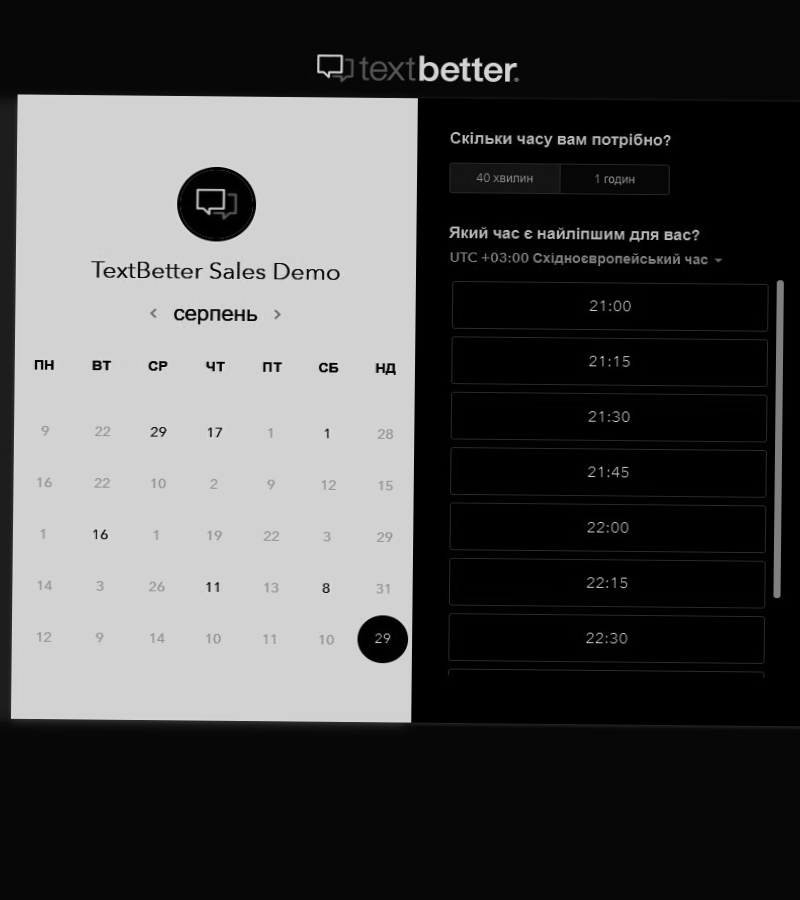 textbetter.
TextBetter Sales Demo
серпень
ПН ВТ СР ЧТ ПТ СБ НД
9 22 29 17 1 1 28
16 22 10 2 9 12 15
1 16 1 19 22 3 29
14 3 26 11 13 8 31
12 9 14 10 11 10 29
Скільки часу вам потрібно?
40 хвилин 1 годин
Який час є найліпшим для вас?
UTC +03:00 Східноєвропейський час
21:00
21:15
21:30
21:45
22:00
22:15
22:30